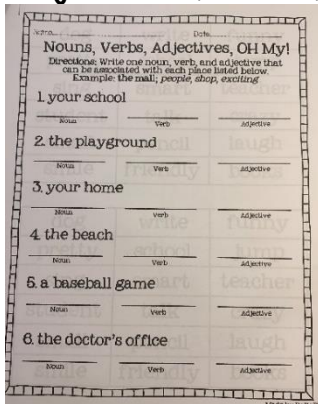 Name Date
Nouns, Verbs, Adjectives, OH My!
Directions: Write one noun, verb, and adjective that
can be associated with each place listed below.
Example: the mall; people, shop, exciting
1. your school
Noun Verb Adjective
2. the playground
Noun Verb Adjective
3. your home
Noun Verb Adjective
4. the beach
Noun Verb Adjective
5. a baseball game
Noun Verb Adjective
6. the doctor's office
Noun Verb Adjective